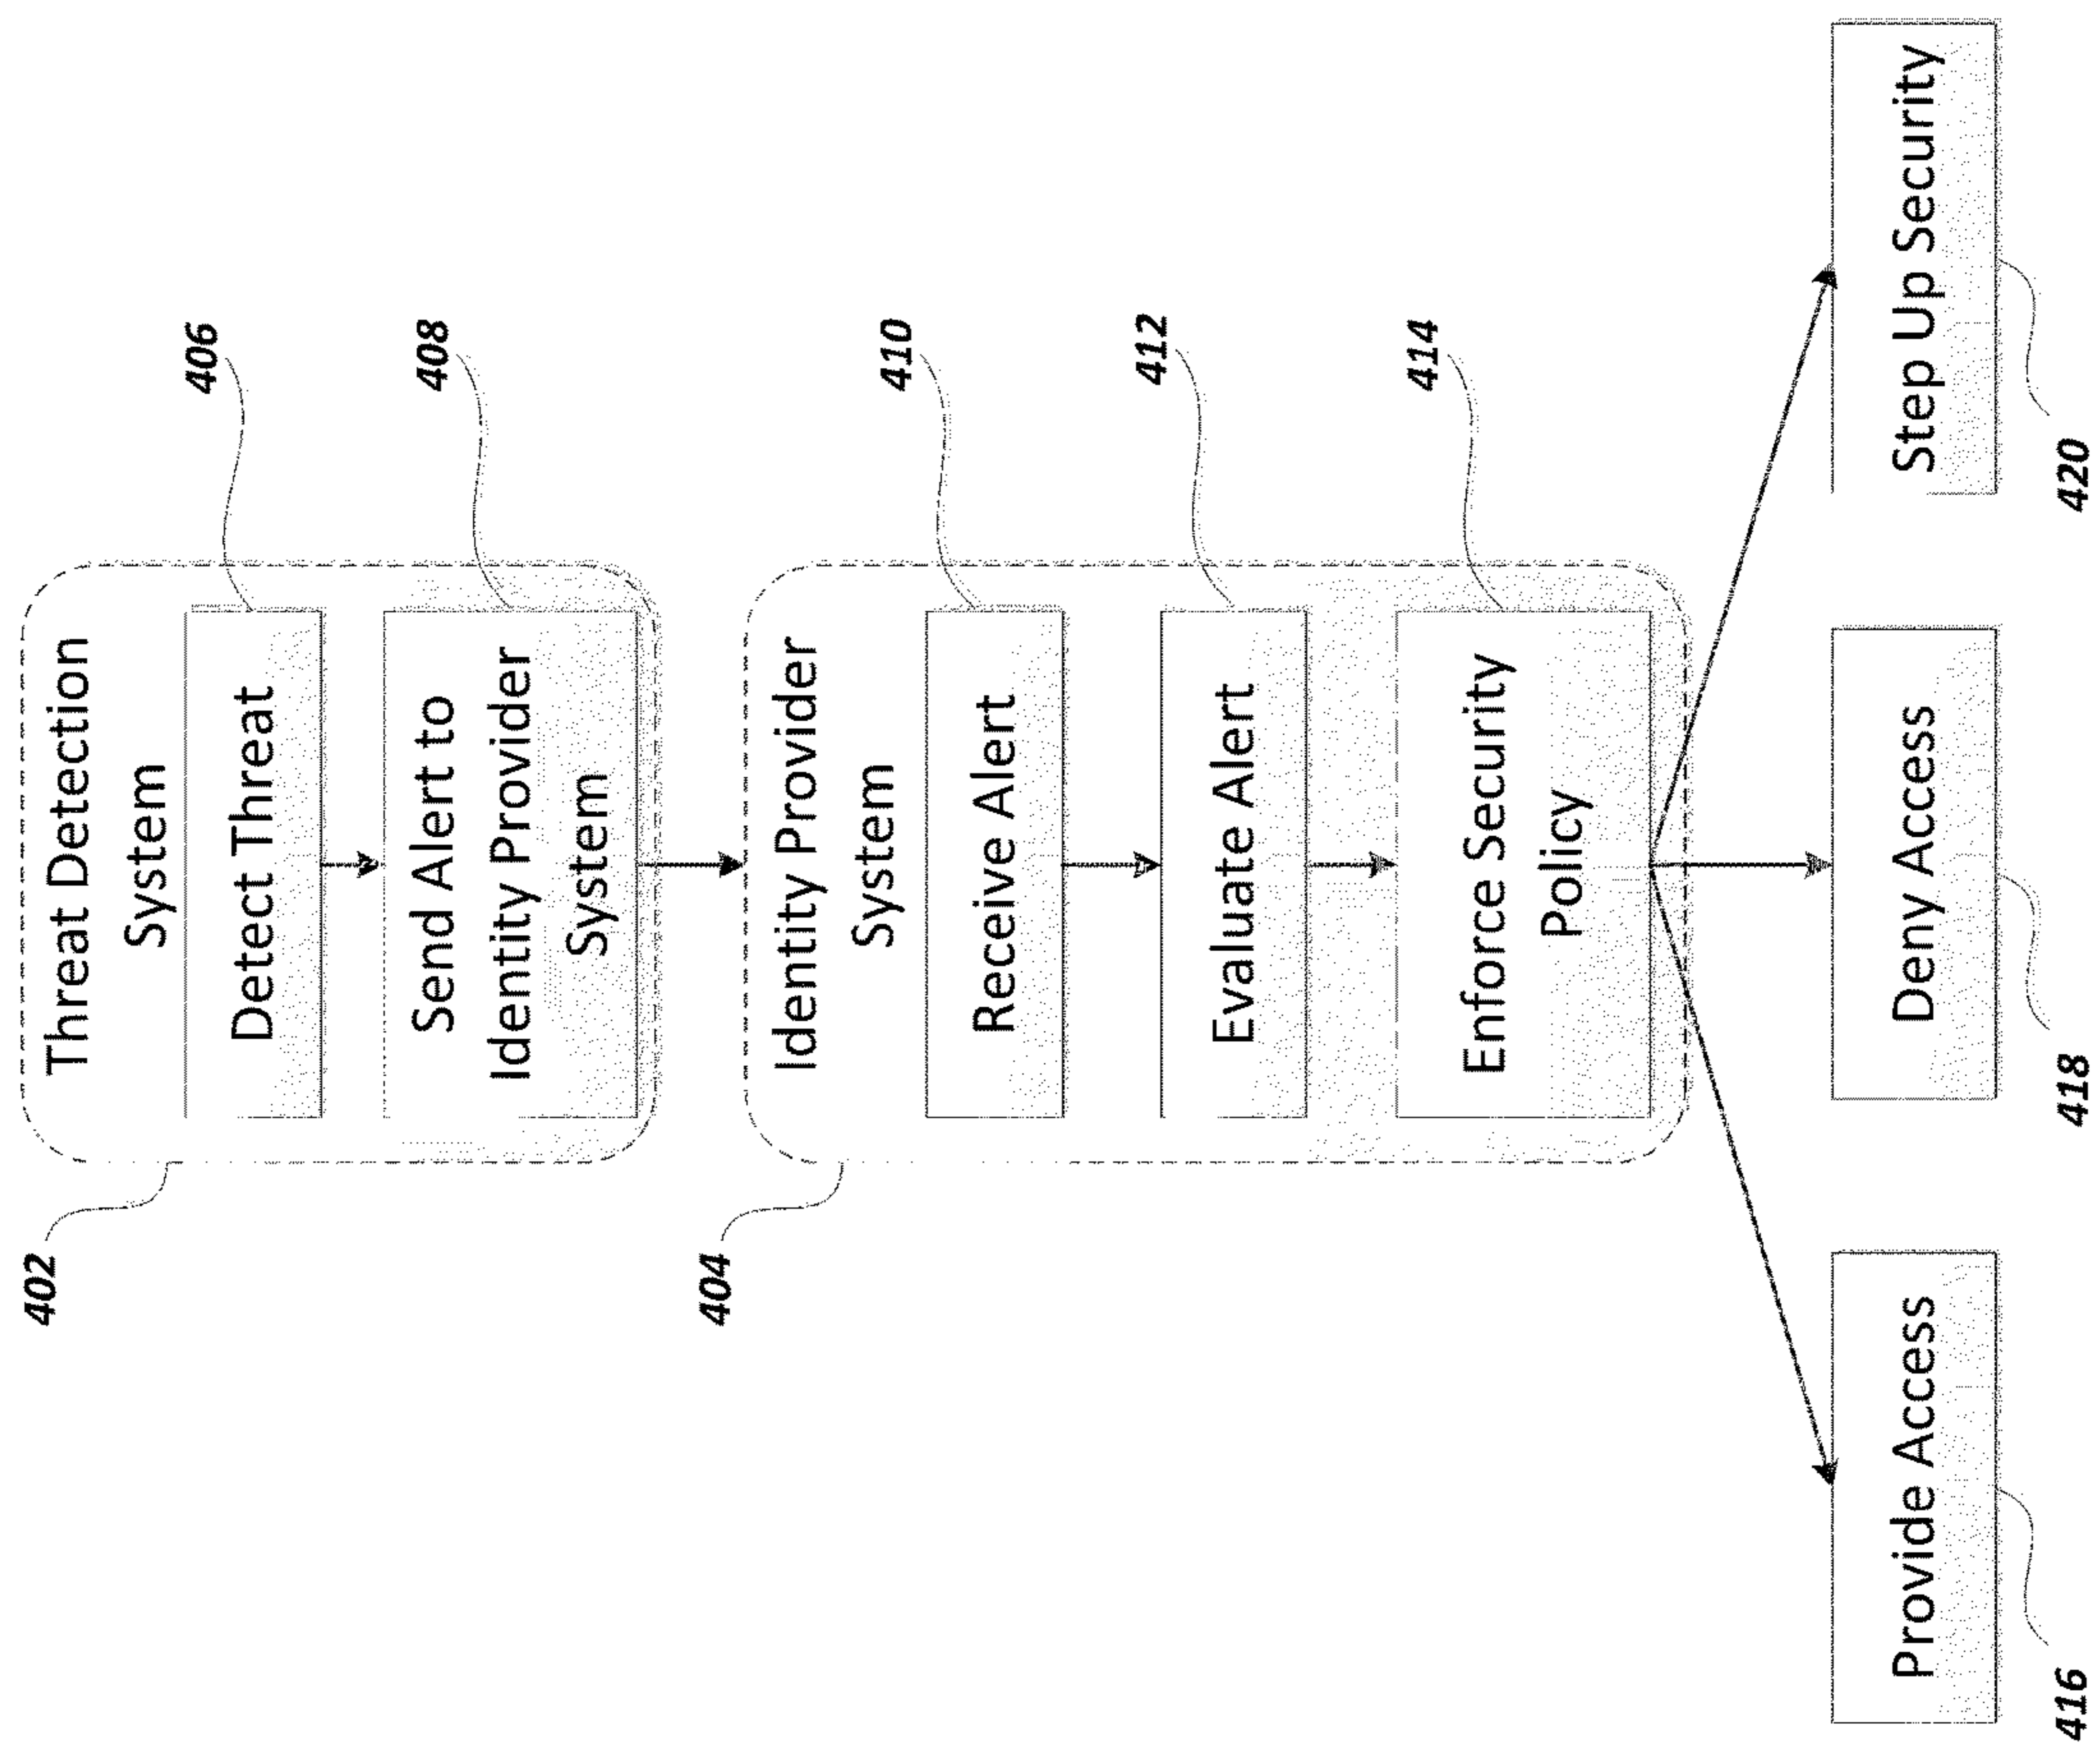 402
Threat Detection
System
406
Detect Threat
408
Send Alert to
Identity Provider
System
404
Identity Provider
System
410
Receive Alert
412
Evaluate Alert
414
Enforce Security
Policy
Provide Access
416
Deny Access
418
Step Up Security
420